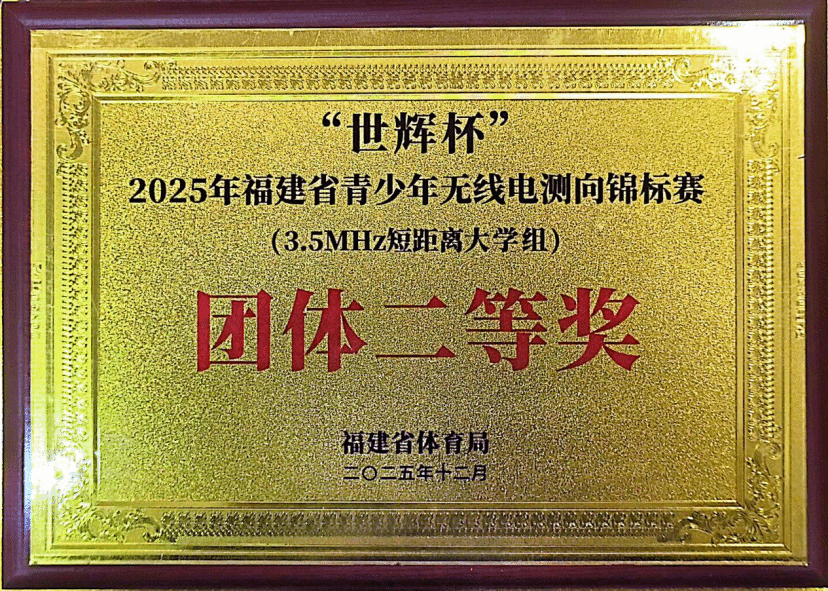 “世辉杯”
2025年福建省青少年无线电测向锦标赛
(3.5MHz短距离大学组)
团体二等奖
福建省体育局
二〇二五年十二月